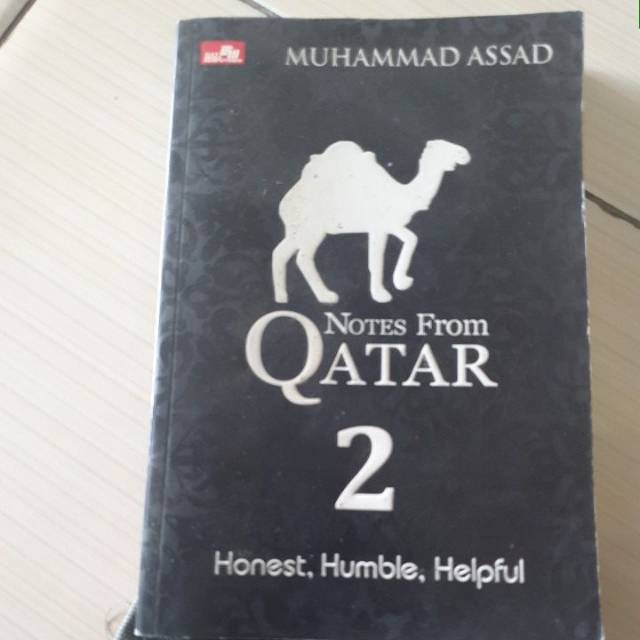 MUHAMMAD ASSAD
NOTES FROM
QATAR
2
Honest, Humble, Helpful